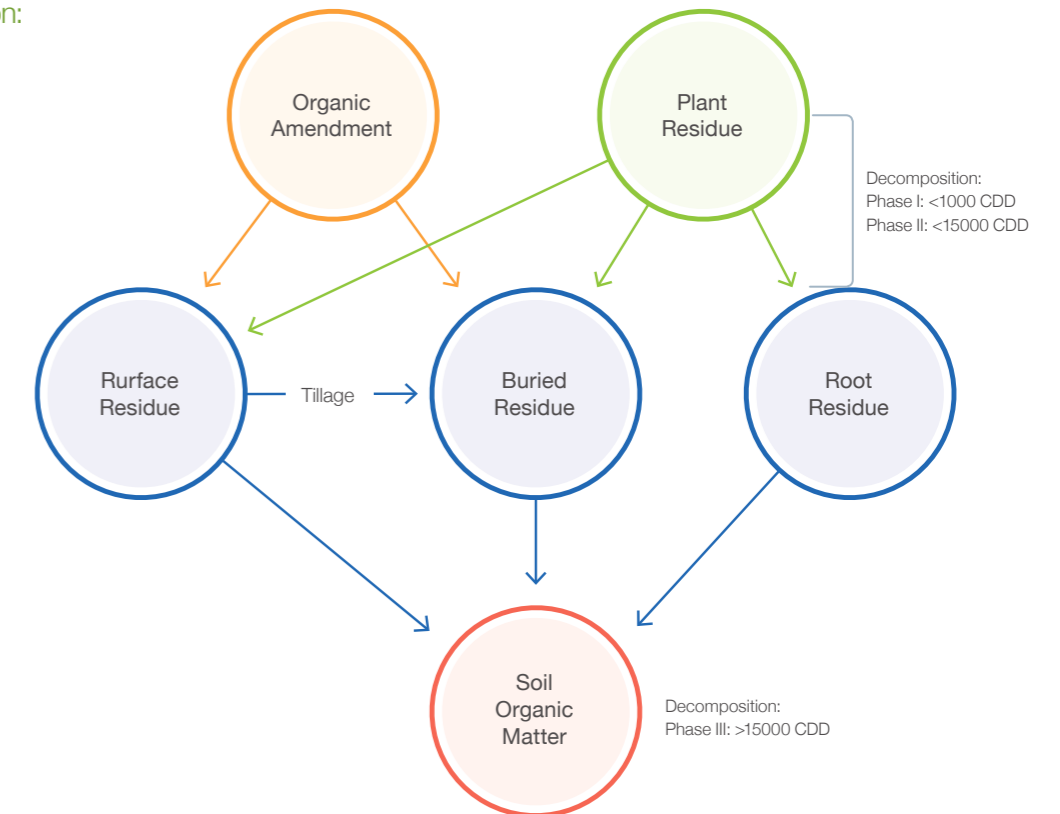 on:
Organic
Amendment
Plant
Residue
Decomposition:
Phase I: <1000 CDD
Phase II: <15000 CDD
Rurface
Residue
Tillage
Buried
Residue
Root
Residue
Soil
Organic
Matter
Decomposition:
Phase III: >15000 CDD